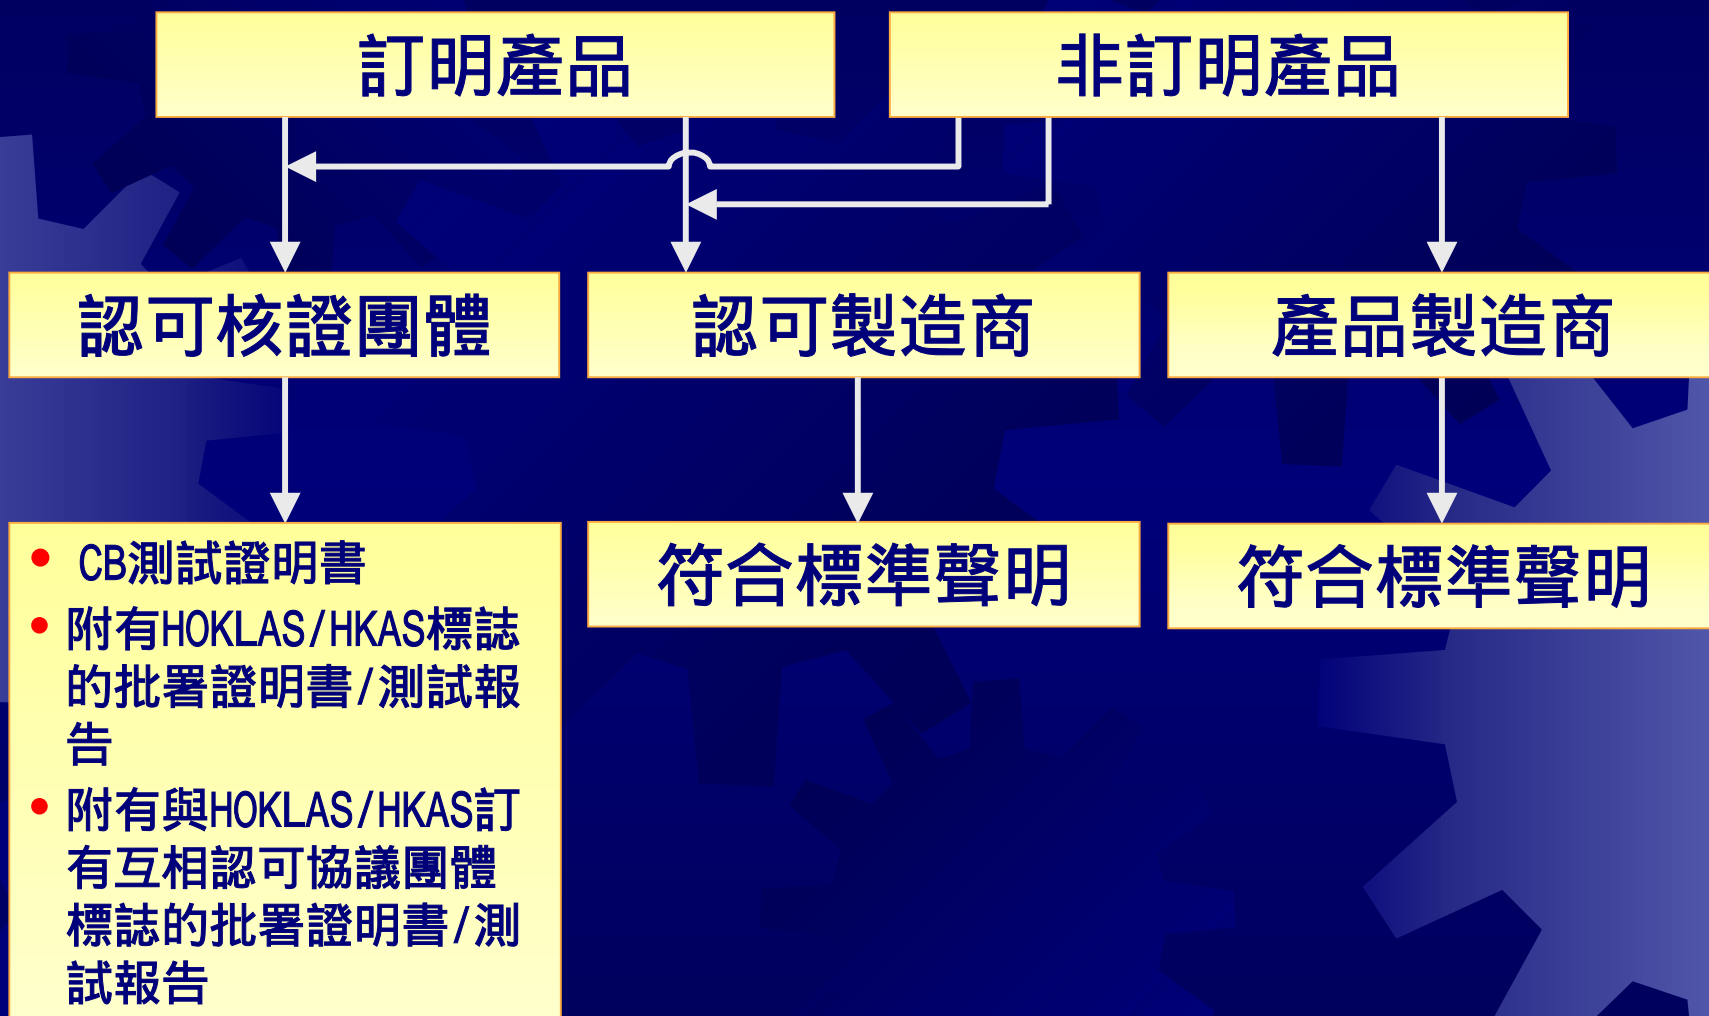 訂明產品
非訂明產品
認可核證團體
認可製造商
產品製造商
• CB測試證明書
• 附有HOKLAS/HKAS標誌
的批署證明書/測試報
告
• 附有與HOKLAS/HKAS訂
有互相認可協議團體
標誌的批署證明書/測
試報告
符合標準聲明
符合標準聲明